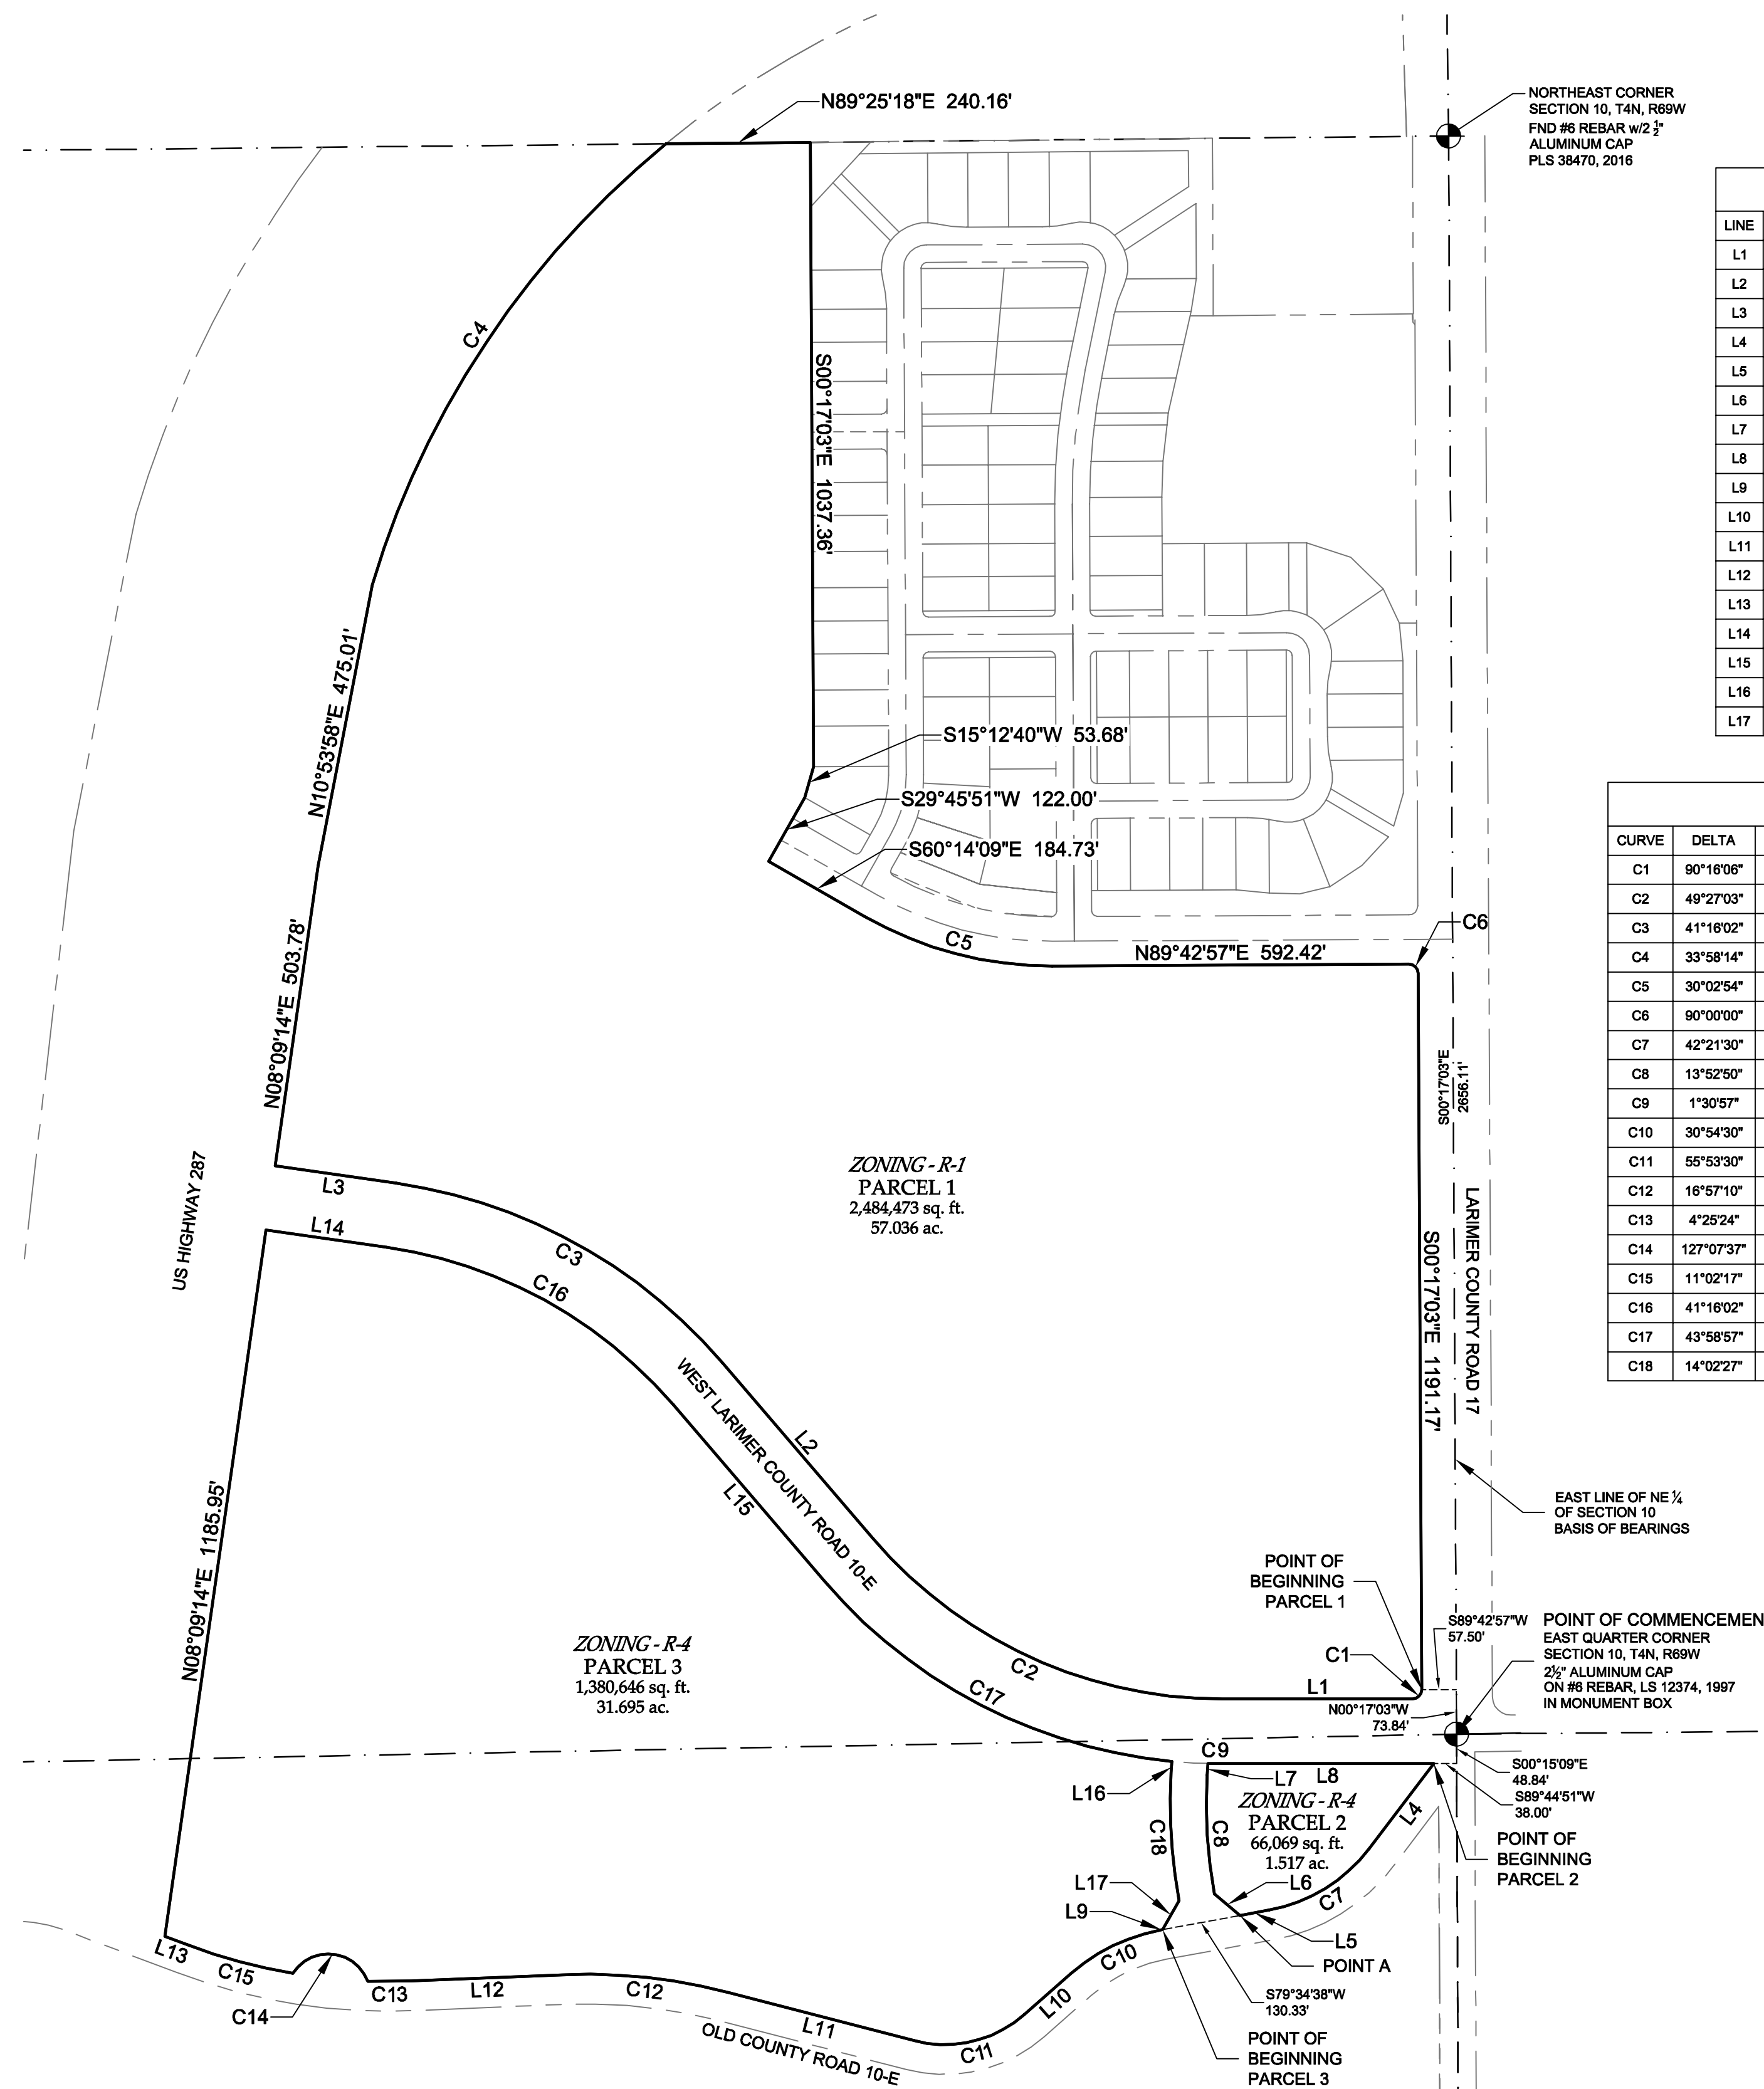 N89°25'18"E 240.16'
NORTHEAST CORNER
SECTION 10, T4N, R69W
FND #6 REBAR w/2 ½"
ALUMINUM CAP
PLS 38470, 2016
LINE
L1
L2
L3
L4
L5
L6
L7
L8
L9
L10
L11
L12
L13
L14
L15
L16
L17
C4
S00°17'03"E 1037.36'
N10°53'58"E 475.01'
S15°12'40"W 53.68'
S29°45'51"W 122.00'
S60°14'09"E 184.73'
C5
N89°42'57"E 592.42'
C6
CURVE DELTA
C1 90°16'06"
C2 49°27'03"
C3 41°16'02"
C4 33°58'14"
C5 30°02'54"
C6 90°00'00"
C7 42°21'30"
C8 13°52'50"
C9 1°30'57"
C10 30°54'30"
C11 55°53'30"
C12 16°57'10"
C13 4°25'24"
C14 127°07'37"
C15 11°02'17"
C16 41°16'02"
C17 43°58'57"
C18 14°02'27"
N08°09'14"E 503.78'
S00°17'03"E
2656.11'
US HIGHWAY 287
L3
L14
C3
C16
ZONING - R-1
PARCEL 1
2,484,473 sq. ft.
57.036 ac.
S00°17'03"E 1191.17'
LARIMER COUNTY ROAD 17
WEST LARIMER COUNTY ROAD 10-E
L2
L15
EAST LINE OF NE ¼
OF SECTION 10
BASIS OF BEARINGS
N08°09'14"E 1185.95'
POINT OF
BEGINNING
PARCEL 1
S89°42'57"W
57.50'
POINT OF COMMENCEMEN
EAST QUARTER CORNER
SECTION 10, T4N, R69W
2½" ALUMINUM CAP
ON #6 REBAR, LS 12374, 1997
IN MONUMENT BOX
ZONING - R-4
PARCEL 3
1,380,646 sq. ft.
31.695 ac.
C1
C2
C17
L1
N00°17'03"W
73.84'
C9
L7
L8
L16
S00°15'09"E
48.84'
S89°44'51"W
38.00'
ZONING - R-4
PARCEL 2
66,069 sq. ft.
1.517 ac.
L4
C18
C8
POINT OF
BEGINNING
PARCEL 2
L17
L6
C7
L9
L5
POINT A
L13
C15
C14
C13
L12
C12
L11
C11
L10
C10
S79°34'38"W
130.33'
OLD COUNTY ROAD 10-E
POINT OF
BEGINNING
PARCEL 3